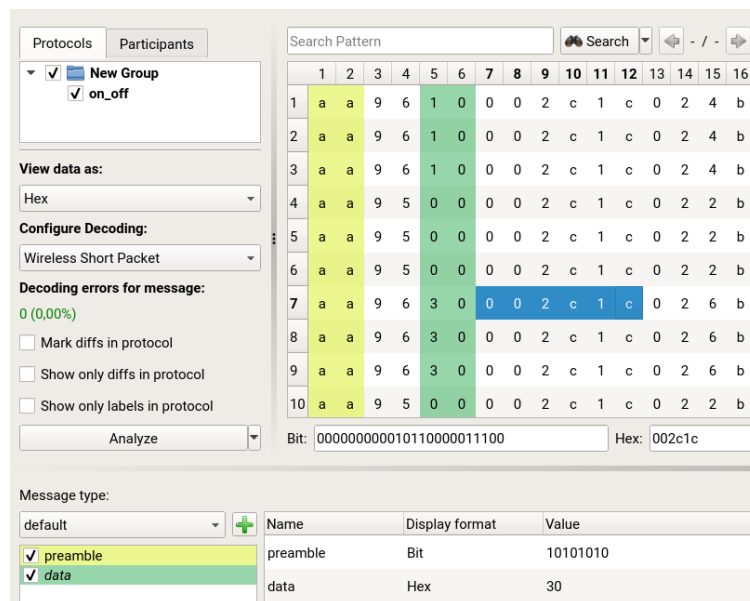 Protocols Participants
New Group
on_off
View data as:
Hex
Configure Decoding:
Wireless Short Packet
Decoding errors for message:
0 (0,00%)
Mark diffs in protocol
Show only diffs in protocol
Show only labels in protocol
Analyze
Search Pattern Search - / -
1 2 3 4 5 6 7 8 9 10 11 12 13 14 15 16
1 a a 9 6 1 0 0 0 2 c 1 c 0 2 4 b
2 a a 9 6 1 0 0 0 2 c 1 c 0 2 4 b
3 a a 9 6 1 0 0 0 2 c 1 c 0 2 4 b
4 a a 9 5 0 0 0 0 2 c 1 c 0 2 2 b
5 a a 9 5 0 0 0 0 2 c 1 c 0 2 2 b
6 a a 9 5 0 0 0 0 2 c 1 c 0 2 2 b
7 a a 9 6 3 0 0 0 2 c 1 c 0 2 6 b
8 a a 9 6 3 0 0 0 2 c 1 c 0 2 6 b
9 a a 9 6 3 0 0 0 2 c 1 c 0 2 6 b
10 a a 9 5 0 0 0 0 2 c 1 c 0 2 2 b
Bit: 000000000010110000011100 Hex: 002c1c
Message type:
default
preamble
data
Name Display format Value
preamble Bit 10101010
data Hex 30